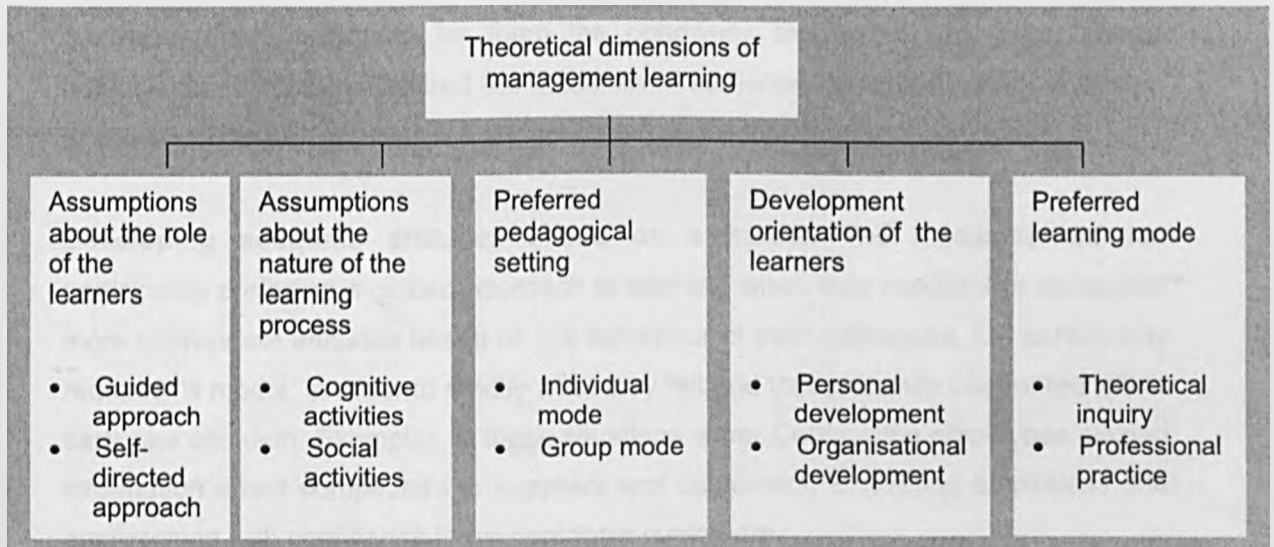 Theoretical dimensions of
management learning
Assumptions
about the role
of the
learners
• Guided
approach
• Self-
directed
approach
Assumptions
about the
nature of the
learning
process
• Cognitive
activities
• Social
activities
Preferred
pedagogical
setting
• Individual
mode
• Group mode
Development
orientation of the
learners
• Personal
development
• Organisational
development
Preferred
learning mode
• Theoretical
inquiry
• Professional
practice